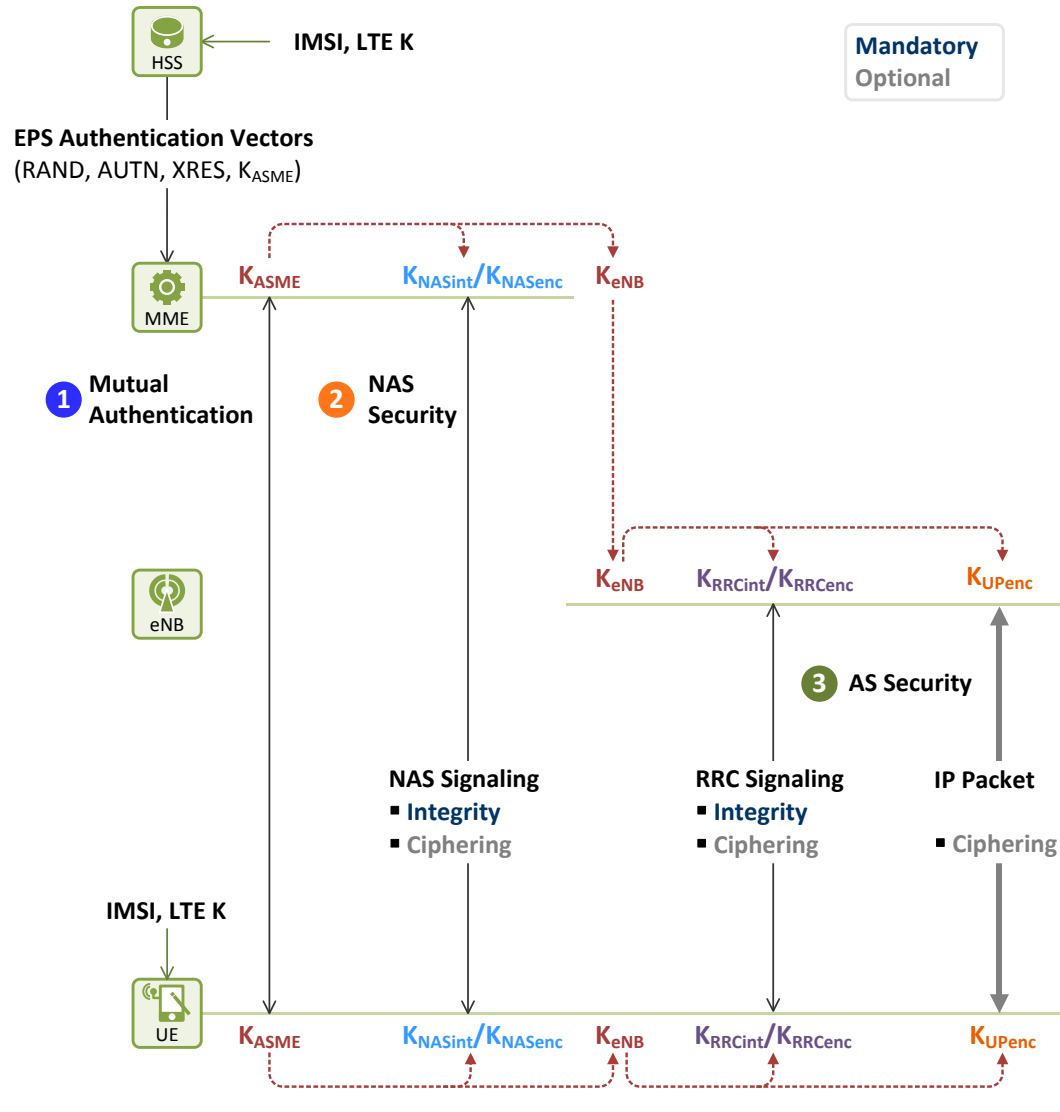 IMSI, LTE K
HSS
Mandatory
Optional
EPS Authentication Vectors
(RAND, AUTN, XRES, KASME)
KASME
KNASint/KNASenc
KeNB
MME
1
Mutual
Authentication
2
NAS
Security
KeNB
KRRCint/KRRCenc
KUPenc
eNB
3
AS Security
NAS Signaling
▪ Integrity
▪ Ciphering
RRC Signaling
▪ Integrity
▪ Ciphering
IP Packet
▪ Ciphering
IMSI, LTE K
UE
KASME
KNASint/KNASenc
KeNB
KRRCint/KRRCenc
KUPenc